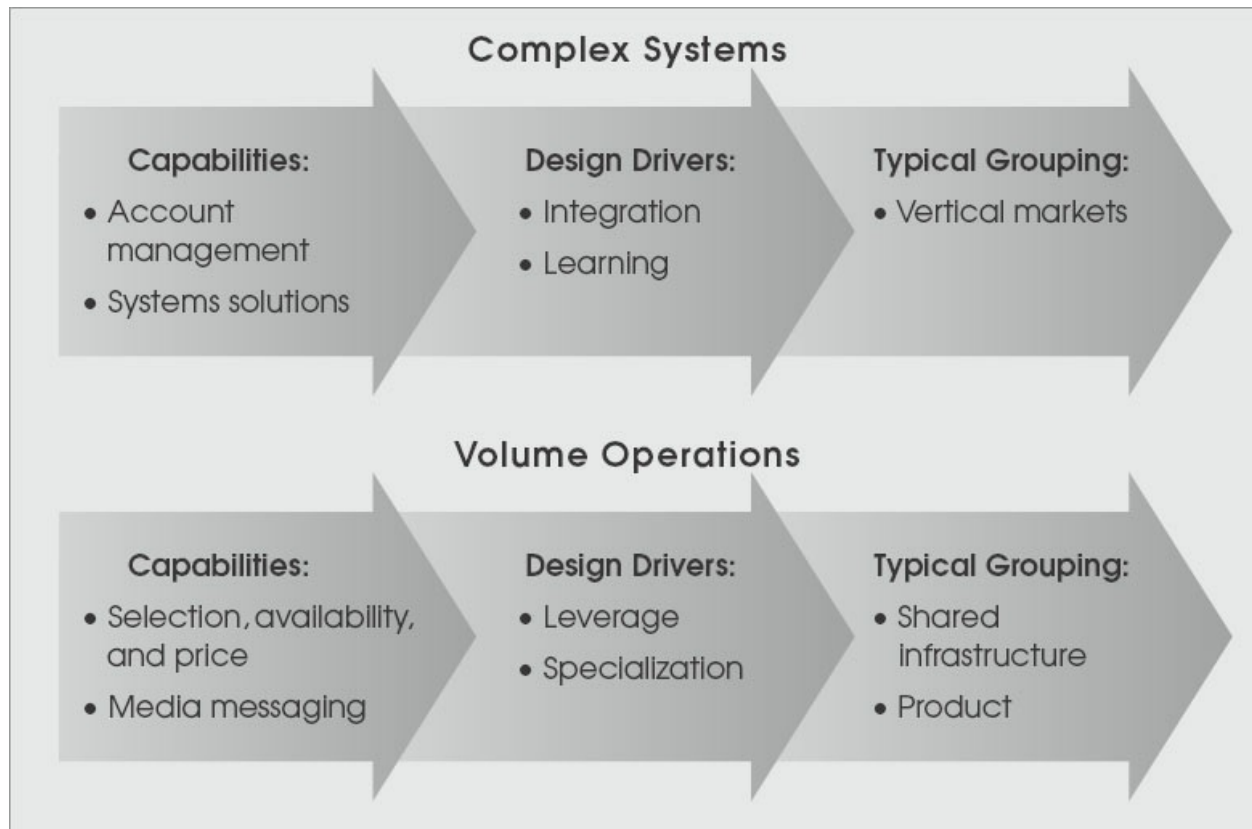 Complex Systems
Capabilities:
• Account
management
• Systems solutions
Design Drivers:
• Integration
• Learning
Typical Grouping:
• Vertical markets
Volume Operations
Capabilities:
• Selection, availability,
and price
• Media messaging
Design Drivers:
• Leverage
• Specialization
Typical Grouping:
• Shared
infrastructure
• Product